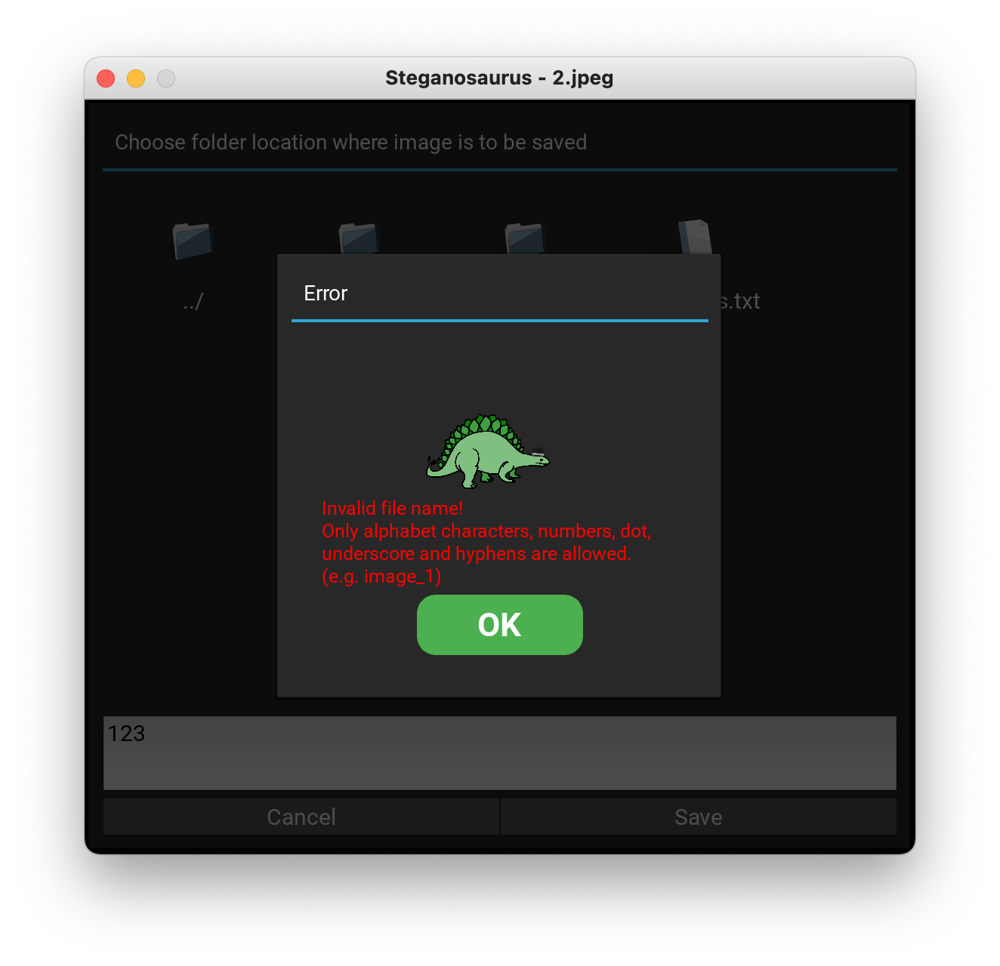 Steganosaurus - 2.jpeg
Choose folder location where image is to be saved
../
s.txt
Error
Invalid file name!
Only alphabet characters, numbers, dot,
underscore and hyphens are allowed.
(e.g. image_1)
OK
123
Cancel
Save